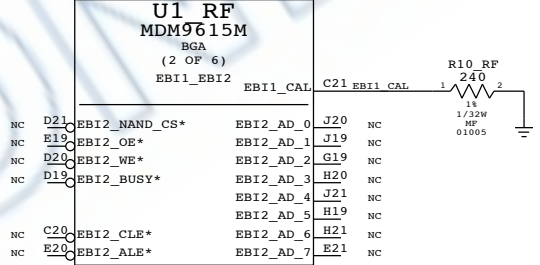 U1_RF
MDM9615M
BGA
(2 OF 6)
EBI1_EBI2
EBI1_CAL C21 EBI1_CAL 1 R10_RF 2
240
1%
1/32W
MF
01005
NC D21 EBI2_NAND_CS* EBI2_AD_0 J20 NC
NC E19 EBI2_OE* EBI2_AD_1 J19 NC
NC D20 EBI2_WE* EBI2_AD_2 G19 NC
NC D19 EBI2_BUSY* EBI2_AD_3 H20 NC
EBI2_AD_4 J21 NC
EBI2_AD_5 H19 NC
NC C20 EBI2_CLE* EBI2_AD_6 H21 NC
NC E20 EBI2_ALE* EBI2_AD_7 E21 NC